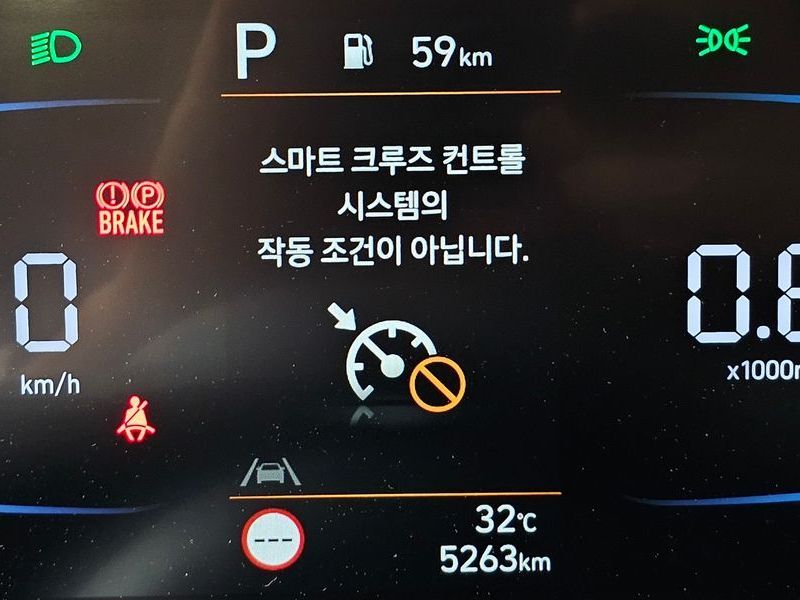 P 59km
스마트 크루즈 컨트롤
시스템의
작동 조건이 아닙니다.
(!) (P)
BRAKE
0
km/h
0.
x1000r
---
32℃
5263km